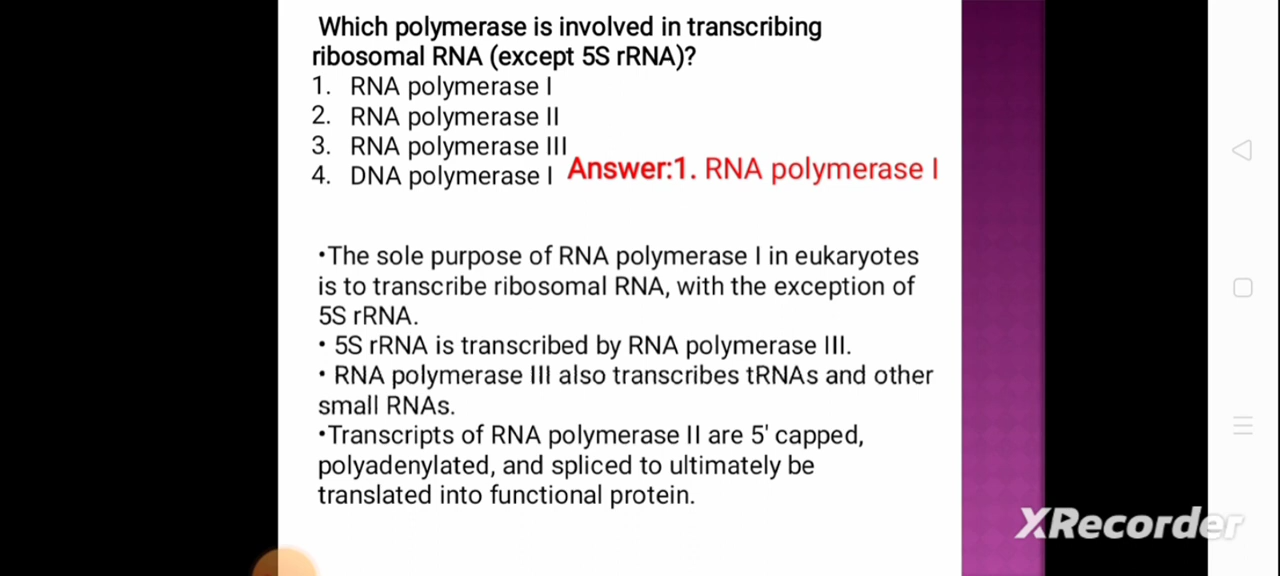 Which polymerase is involved in transcribing
ribosomal RNA (except 5S rRNA)?
1. RNA polymerase I
2. RNA polymerase II
3. RNA polymerase III
4. DNA polymerase I
Answer:1. RNA polymerase I
•The sole purpose of RNA polymerase I in eukaryotes
is to transcribe ribosomal RNA, with the exception of
5S rRNA.
• 5S rRNA is transcribed by RNA polymerase III.
• RNA polymerase III also transcribes tRNAs and other
small RNAs.
•Transcripts of RNA polymerase II are 5' capped,
polyadenylated, and spliced to ultimately be
translated into functional protein.
XRecorder